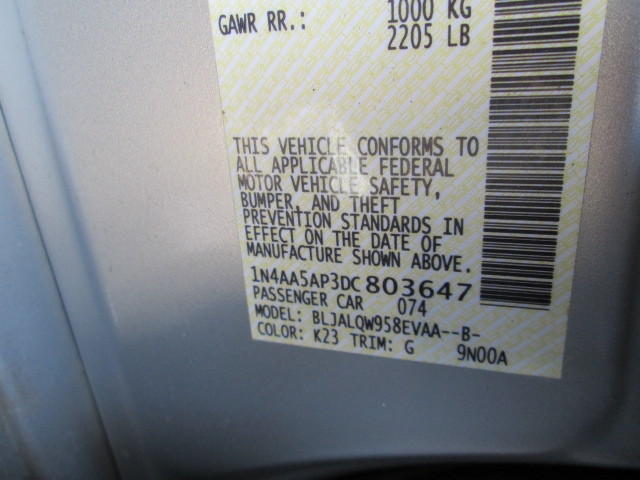 GAWR RR.: 1000 KG
2205 LB
THIS VEHICLE CONFORMS TO
ALL APPLICABLE FEDERAL
MOTOR VEHICLE SAFETY,
BUMPER, AND THEFT
PREVENTION STANDARDS IN
EFFECT ON THE DATE OF
MANUFACTURE SHOWN ABOVE.
1N4AA5AP3DC803647
PASSENGER CAR 074
MODEL: BLJALQW958EVAA--B-
COLOR: K23 TRIM: G 9N00A